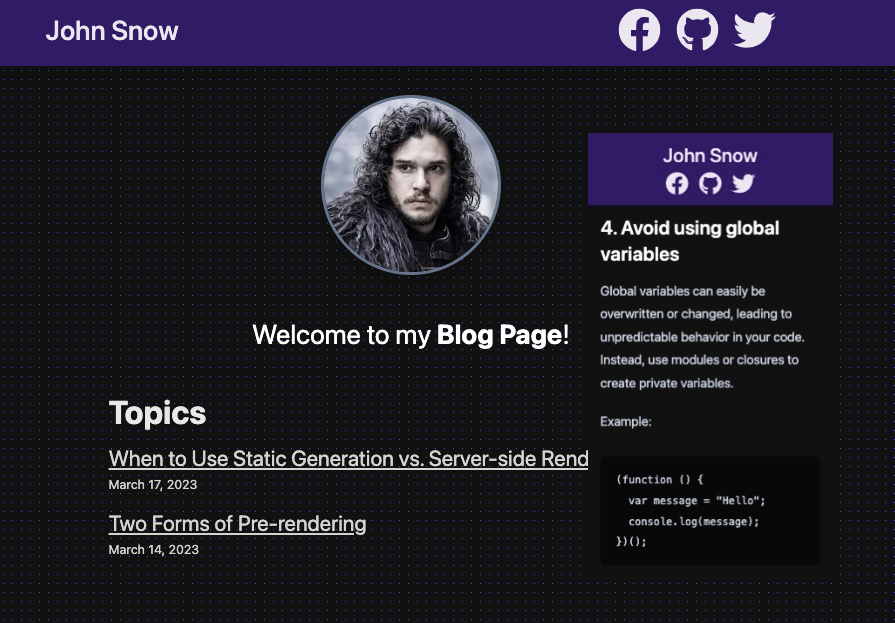 John Snow
Welcome to my Blog Page!
Topics
When to Use Static Generation vs. Server-side Rend
March 17, 2023
Two Forms of Pre-rendering
March 14, 2023
John Snow
4. Avoid using global
variables
Global variables can easily be
overwritten or changed, leading to
unpredictable behavior in your code.
Instead, use modules or closures to
create private variables.
Example:
(function () {
  var message = "Hello";
  console.log(message);
})();